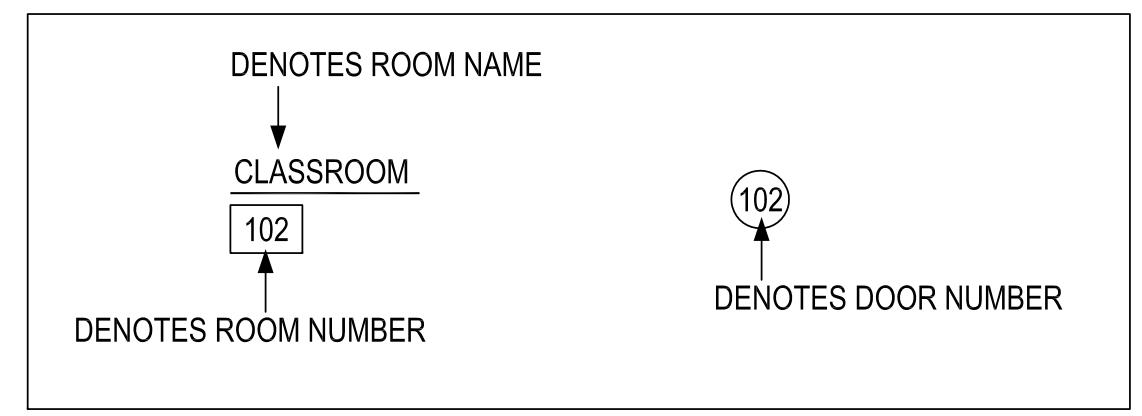 DENOTES ROOM NAME
CLASSROOM
102
DENOTES ROOM NUMBER
102
DENOTES DOOR NUMBER